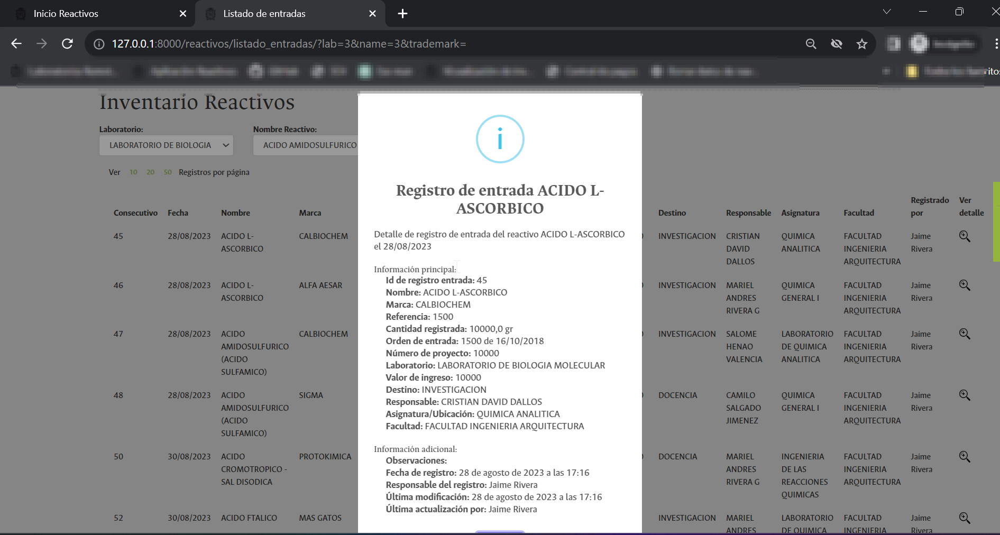 Inicio Reactivos
Listado de entradas
127.0.0.1:8000/reactivos/listado_entradas/?lab=3&name=3&trademark=
Inventario Reactivos
Laboratorio: Nombre Reactivo:
LABORATORIO DE BIOLOGIA ACIDO AMIDOSULFURICO
Ver 10 20 50 Registros por página
Consecutivo Fecha Nombre Marca
45 28/08/2023 ACIDO L- CALBIOCHEM
ASCORBICO
46 28/08/2023 ACIDO L- ALFA AESAR
ASCORBICO
47 28/08/2023 ACIDO CALBIOCHEM
AMIDOSULFURICO
(ACIDO
SULFAMICO)
48 28/08/2023 ACIDO SIGMA
AMIDOSULFURICO
(ACIDO
SULFAMICO)
50 30/08/2023 ACIDO PROTOKIMICA
CROMOTROPICO -
SAL DISODICA
52 30/08/2023 ACIDO FTALICO MAS GATOS
Registro de entrada ACIDO L-
ASCORBICO
Detalle de registro de entrada del reactivo ACIDO L-ASCORBICO
el 28/08/2023
Información principal:
Id de registro entrada: 45
Nombre: ACIDO L-ASCORBICO
Marca: CALBIOCHEM
Referencia: 1500
Cantidad registrada: 10000,0 gr
Orden de entrada: 1500 de 16/10/2018
Número de proyecto: 10000
Laboratorio: LABORATORIO DE BIOLOGIA MOLECULAR
Valor de ingreso: 10000
Destino: INVESTIGACION
Responsable: CRISTIAN DAVID DALLOS
Asignatura/Ubicación: QUIMICA ANALITICA
Facultad: FACULTAD INGENIERIA ARQUITECTURA
Información adicional:
Observaciones:
Fecha de registro: 28 de agosto de 2023 a las 17:16
Responsable del registro: Jaime Rivera
Última modificación: 28 de agosto de 2023 a las 17:16
Última actualización por: Jaime Rivera
Registrado Ver
Destino Responsable Asignatura Facultad por detalle
INVESTIGACION CRISTIAN QUIMICA FACULTAD Jaime
DAVID ANALITICA INGENIERIA Rivera
DALLOS ARQUITECTURA
INVESTIGACION MARIEL QUIMICA FACULTAD Jaime
ANDRES GENERAL I INGENIERIA Rivera
RIVERA G ARQUITECTURA
INVESTIGACION SALOME LABORATORIO FACULTAD Jaime
HENAO DE QUIMICA INGENIERIA Rivera
VALENCIA ANALITICA ARQUITECTURA
DOCENCIA CAMILO QUIMICA FACULTAD Jaime
SALGADO GENERAL I INGENIERIA Rivera
JIMENEZ ARQUITECTURA
DOCENCIA MARIEL INGENIERIA FACULTAD Jaime
ANDRES DE LAS INGENIERIA Rivera
RIVERA G REACCIONES ARQUITECTURA
QUIMICAS
INVESTIGACION MARIEL LABORATORIO FACULTAD Jaime
ANDRES DE QUIMICA INGENIERIA Rivera